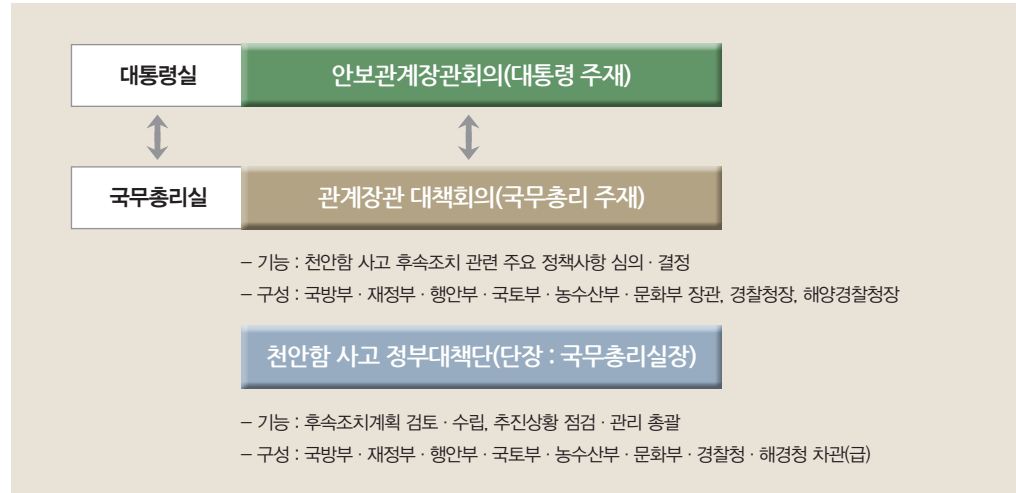 대통령실 안보관계장관회의(대통령 주재)
국무총리실 관계장관 대책회의(국무총리 주재)
– 기능 : 천안함 사고 후속조치 관련 주요 정책사항 심의 · 결정
– 구성 : 국방부 · 재정부 · 행안부 · 국토부 · 농수산부 · 문화부 장관, 경찰청장, 해양경찰청장
천안함 사고 정부대책단(단장 : 국무총리실장)
– 기능 : 후속조치계획 검토 · 수립, 추진상황 점검 · 관리 총괄
– 구성 : 국방부 · 재정부 · 행안부 · 국토부 · 농수산부 · 문화부 · 경찰청 · 해경청 차관(급)